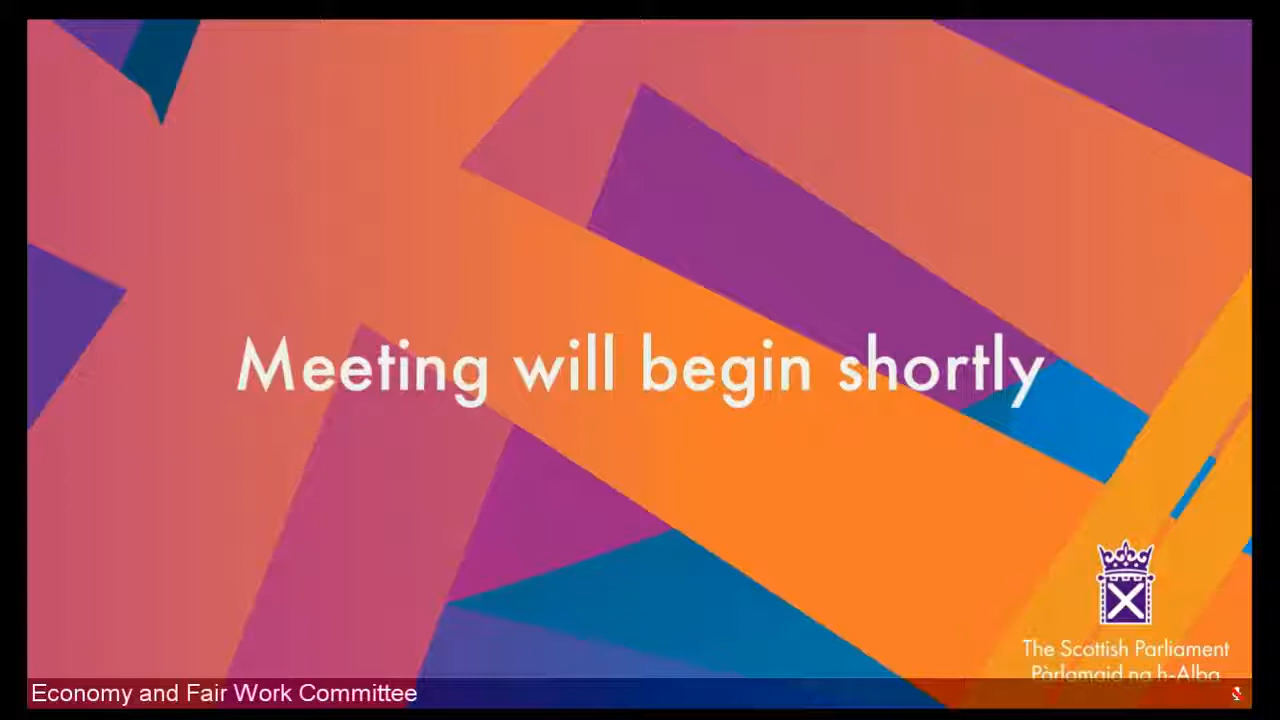 Meeting will begin shortly
The Scottish Parliament
Pàrlamaid na h-Alba
Economy and Fair Work Committee